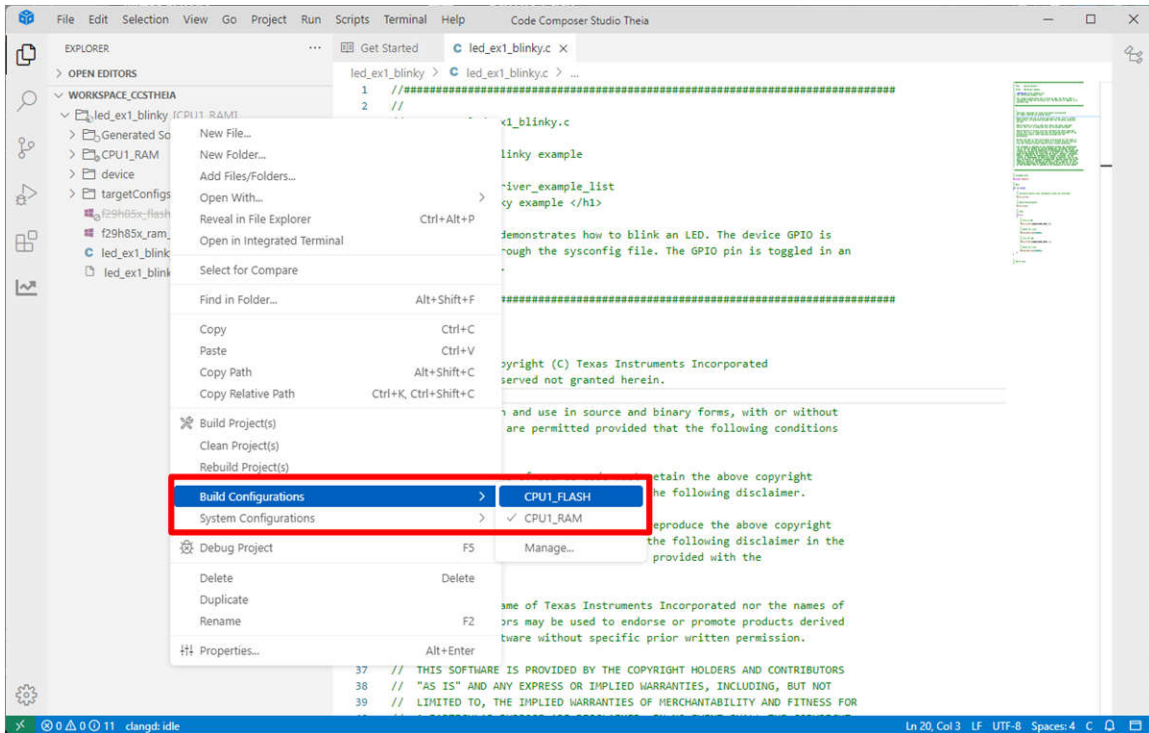 File Edit Selection View Go Project Run Scripts Terminal Help Code Composer Studio Theia
EXPLORER ...
Get Started
C led_ex1_blinky.c
OPEN EDITORS
led_ex1_blinky > C led_ex1_blinky.c > ...
WORKSPACE_CCSTHEIA
led_ex1_blinky [CPU1_RAM]
Generated So
CPU1_RAM
device
targetConfigs
f29h85x_flash
f29h85x_ram_
C led_ex1_blink
led_ex1_blink
New File...
New Folder...
Add Files/Folders...
Open With...
Reveal in File Explorer Ctrl+Alt+P
Open in Integrated Terminal
Select for Compare
Find in Folder... Alt+Shift+F
Copy Ctrl+C
Paste Ctrl+V
Copy Path Alt+Shift+C
Copy Relative Path Ctrl+K, Ctrl+Shift+C
Build Project(s)
Clean Project(s)
Rebuild Project(s)
Build Configurations
System Configurations
Debug Project F5
Delete Delete
Duplicate
Rename F2
Properties... Alt+Enter
CPU1_FLASH
CPU1_RAM
Manage...
1 //#############################################################################
2 //
x1_blinky.c
linky example
river_example_list
ky example </h1>
demonstrates how to blink an LED. The device GPIO is
rough the sysconfig file. The GPIO pin is toggled in an
.
#############################################################
pyright (C) Texas Instruments Incorporated
served not granted herein.
n and use in source and binary forms, with or without
are permitted provided that the following conditions
etain the above copyright
he following disclaimer.
eproduce the above copyright
the following disclaimer in the
provided with the
ame of Texas Instruments Incorporated nor the names of
ors may be used to endorse or promote products derived
tware without specific prior written permission.
37 // THIS SOFTWARE IS PROVIDED BY THE COPYRIGHT HOLDERS AND CONTRIBUTORS
38 // "AS IS" AND ANY EXPRESS OR IMPLIED WARRANTIES, INCLUDING, BUT NOT
39 // LIMITED TO, THE IMPLIED WARRANTIES OF MERCHANTABILITY AND FITNESS FOR
0 0 11 clangd: idle
Ln 20, Col 3 LF UTF-8 Spaces: 4 C